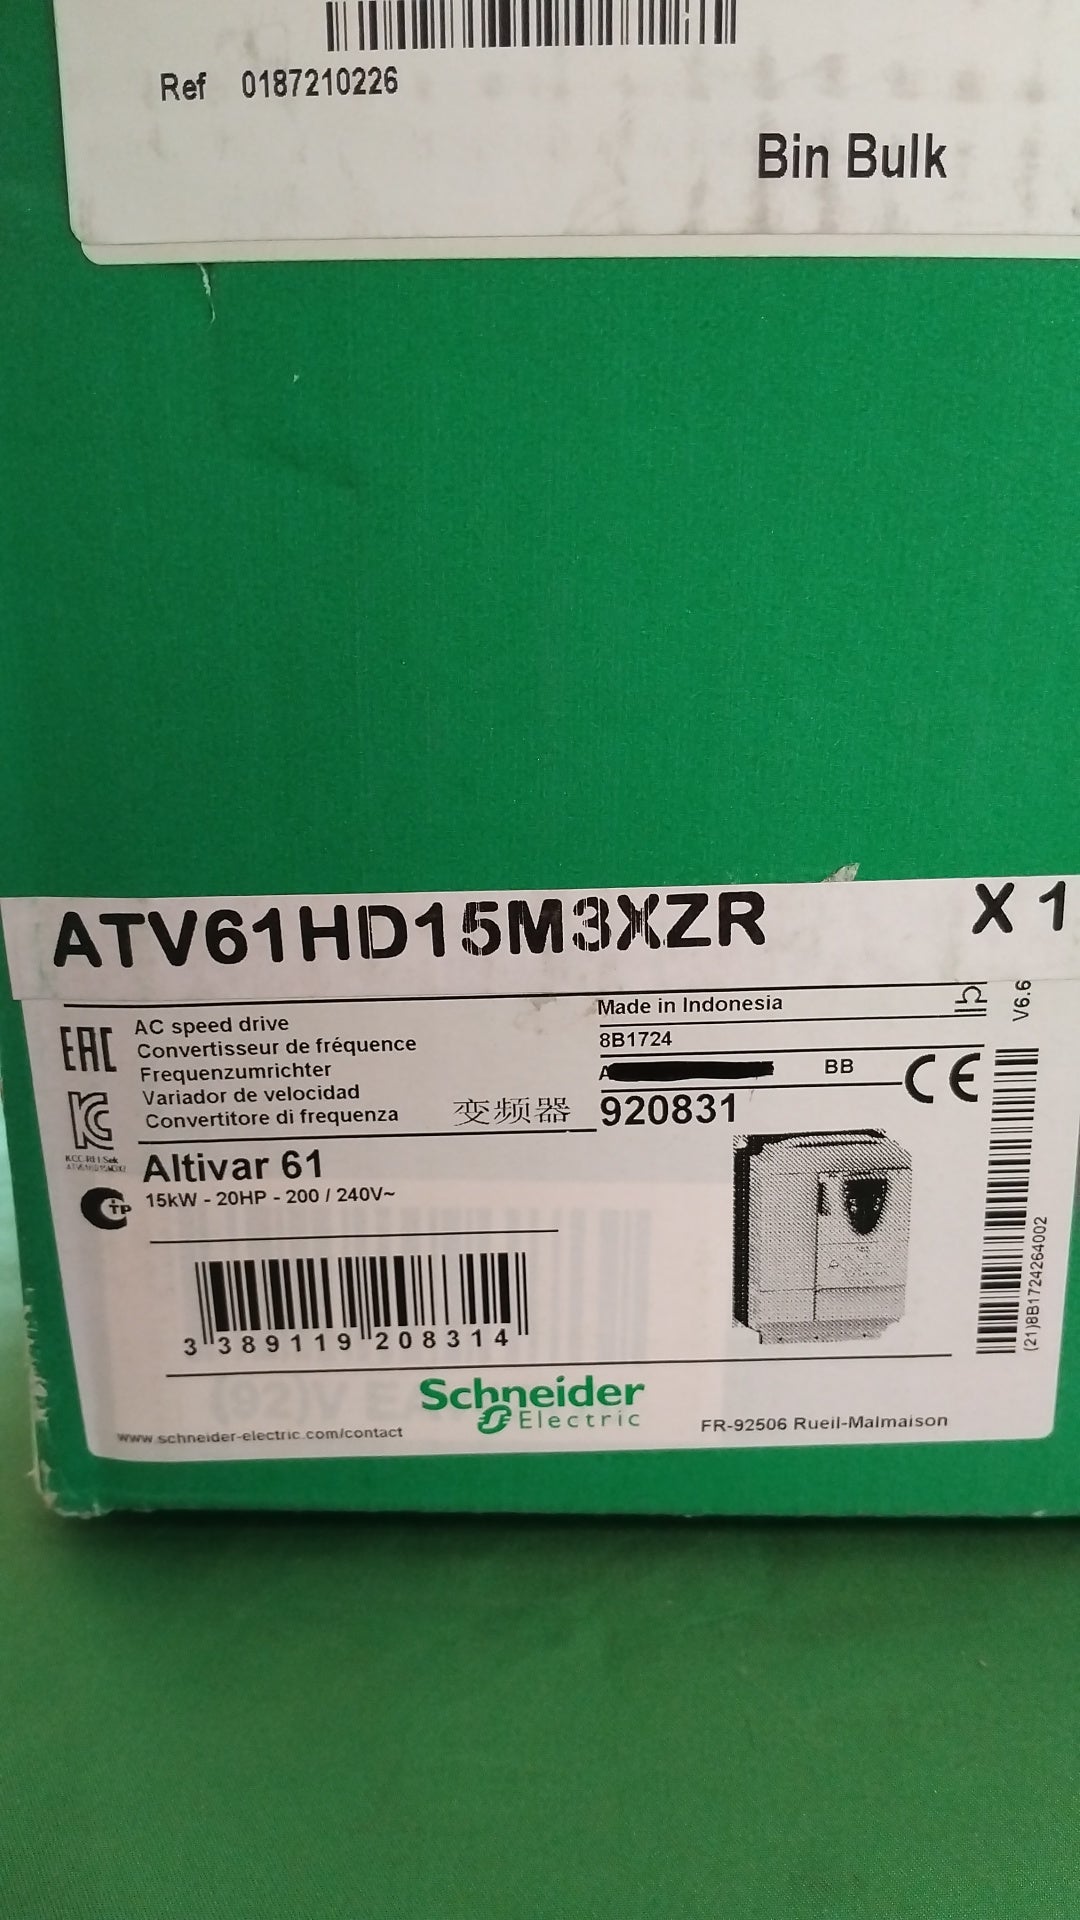 Ref 0187210226
Bin Bulk
ATV61HD15M3XZR X 1
Made in Indonesia
8B1724
A BB
920831
V6.6
EAC
AC speed drive
Convertisseur de fréquence
Frequenzumrichter
Variador de velocidad
Convertitore di frequenza 变频器
CE
Altivar 61
15kW - 20HP - 200 / 240V~
3 389119 208314
(21)8B1724264002
Schneider
Electric
www.schneider-electric.com/contact
FR-92506 Rueil-Malmaison